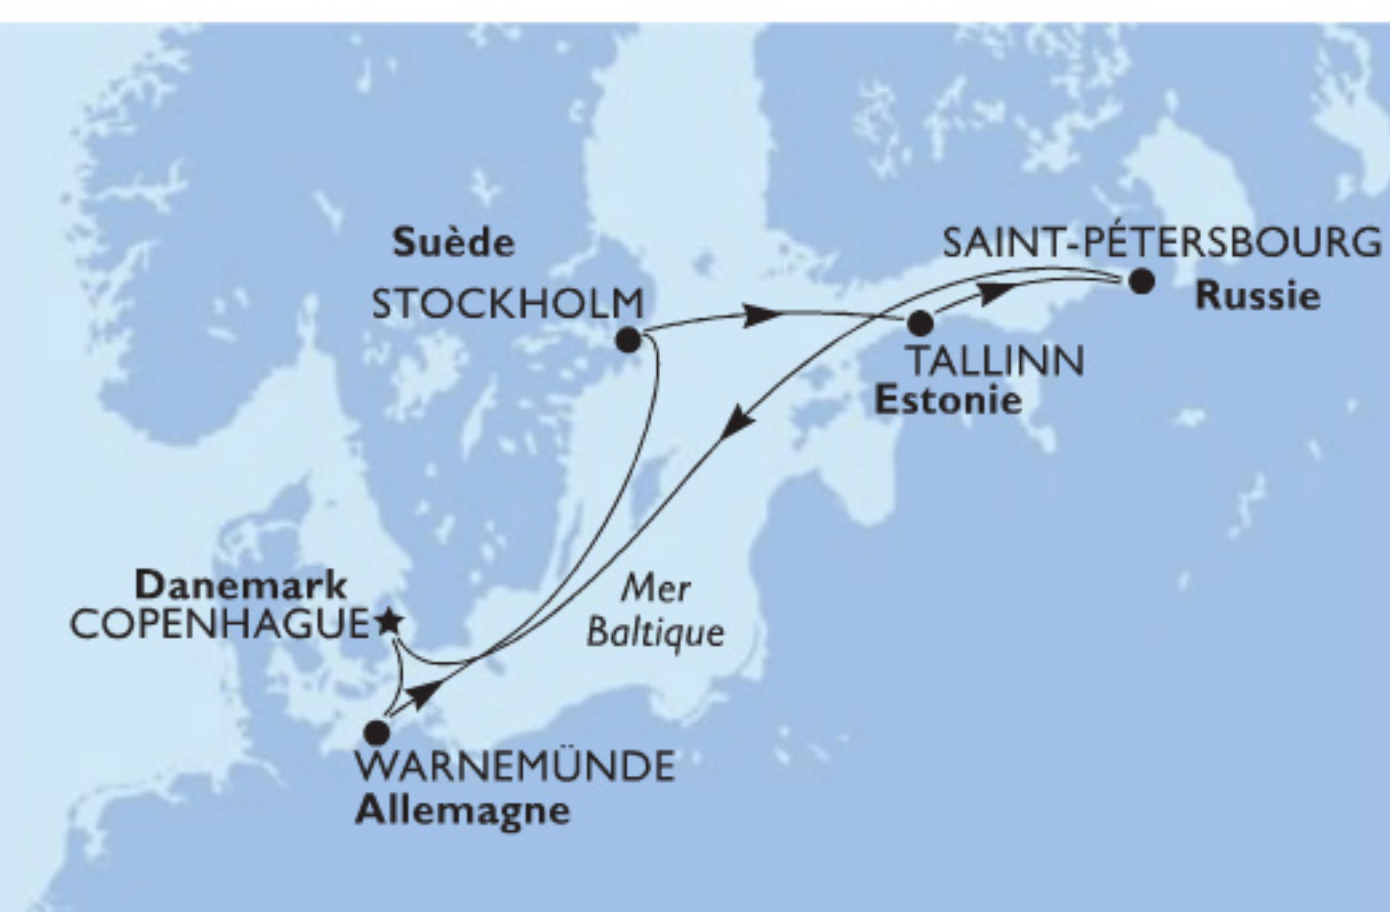 Suède
STOCKHOLM
SAINT-PÉTERSBOURG
Russie
TALLINN
Estonie
Danemark
COPENHAGUE
Mer
Baltique
WARNEMÜNDE
Allemagne